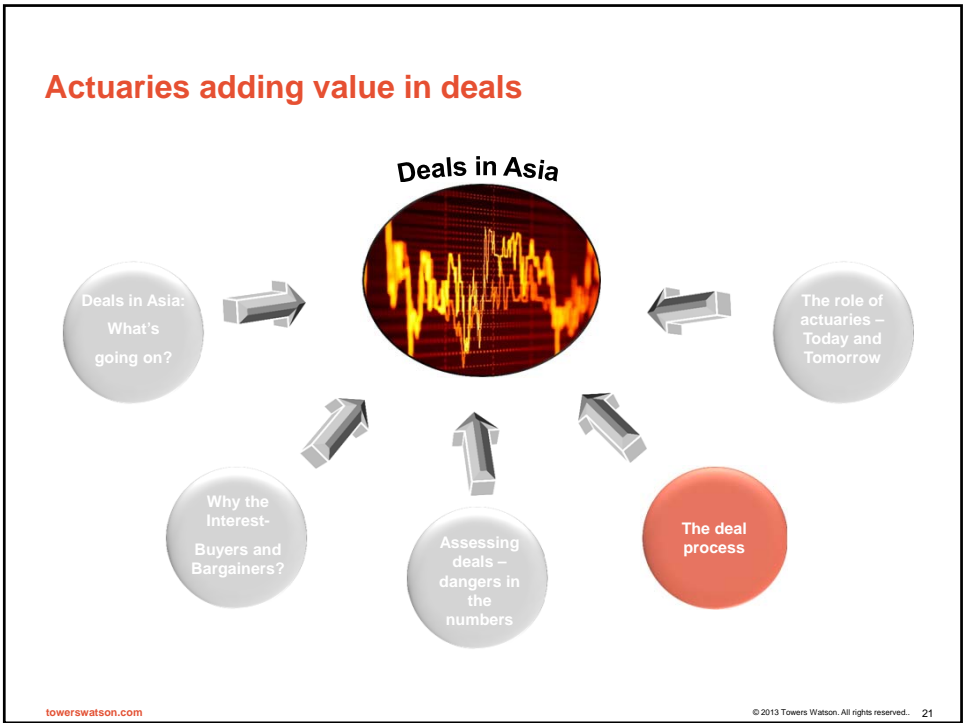 Actuaries adding value in deals
Deals in Asia
Deals in Asia:
What's
going on?
The role of
actuaries –
Today and
Tomorrow
Why the
Interest-
Buyers and
Bargainers?
Assessing
deals –
dangers in
the
numbers
The deal
process
towerswatson.com
© 2013 Towers Watson. All rights reserved.. 21